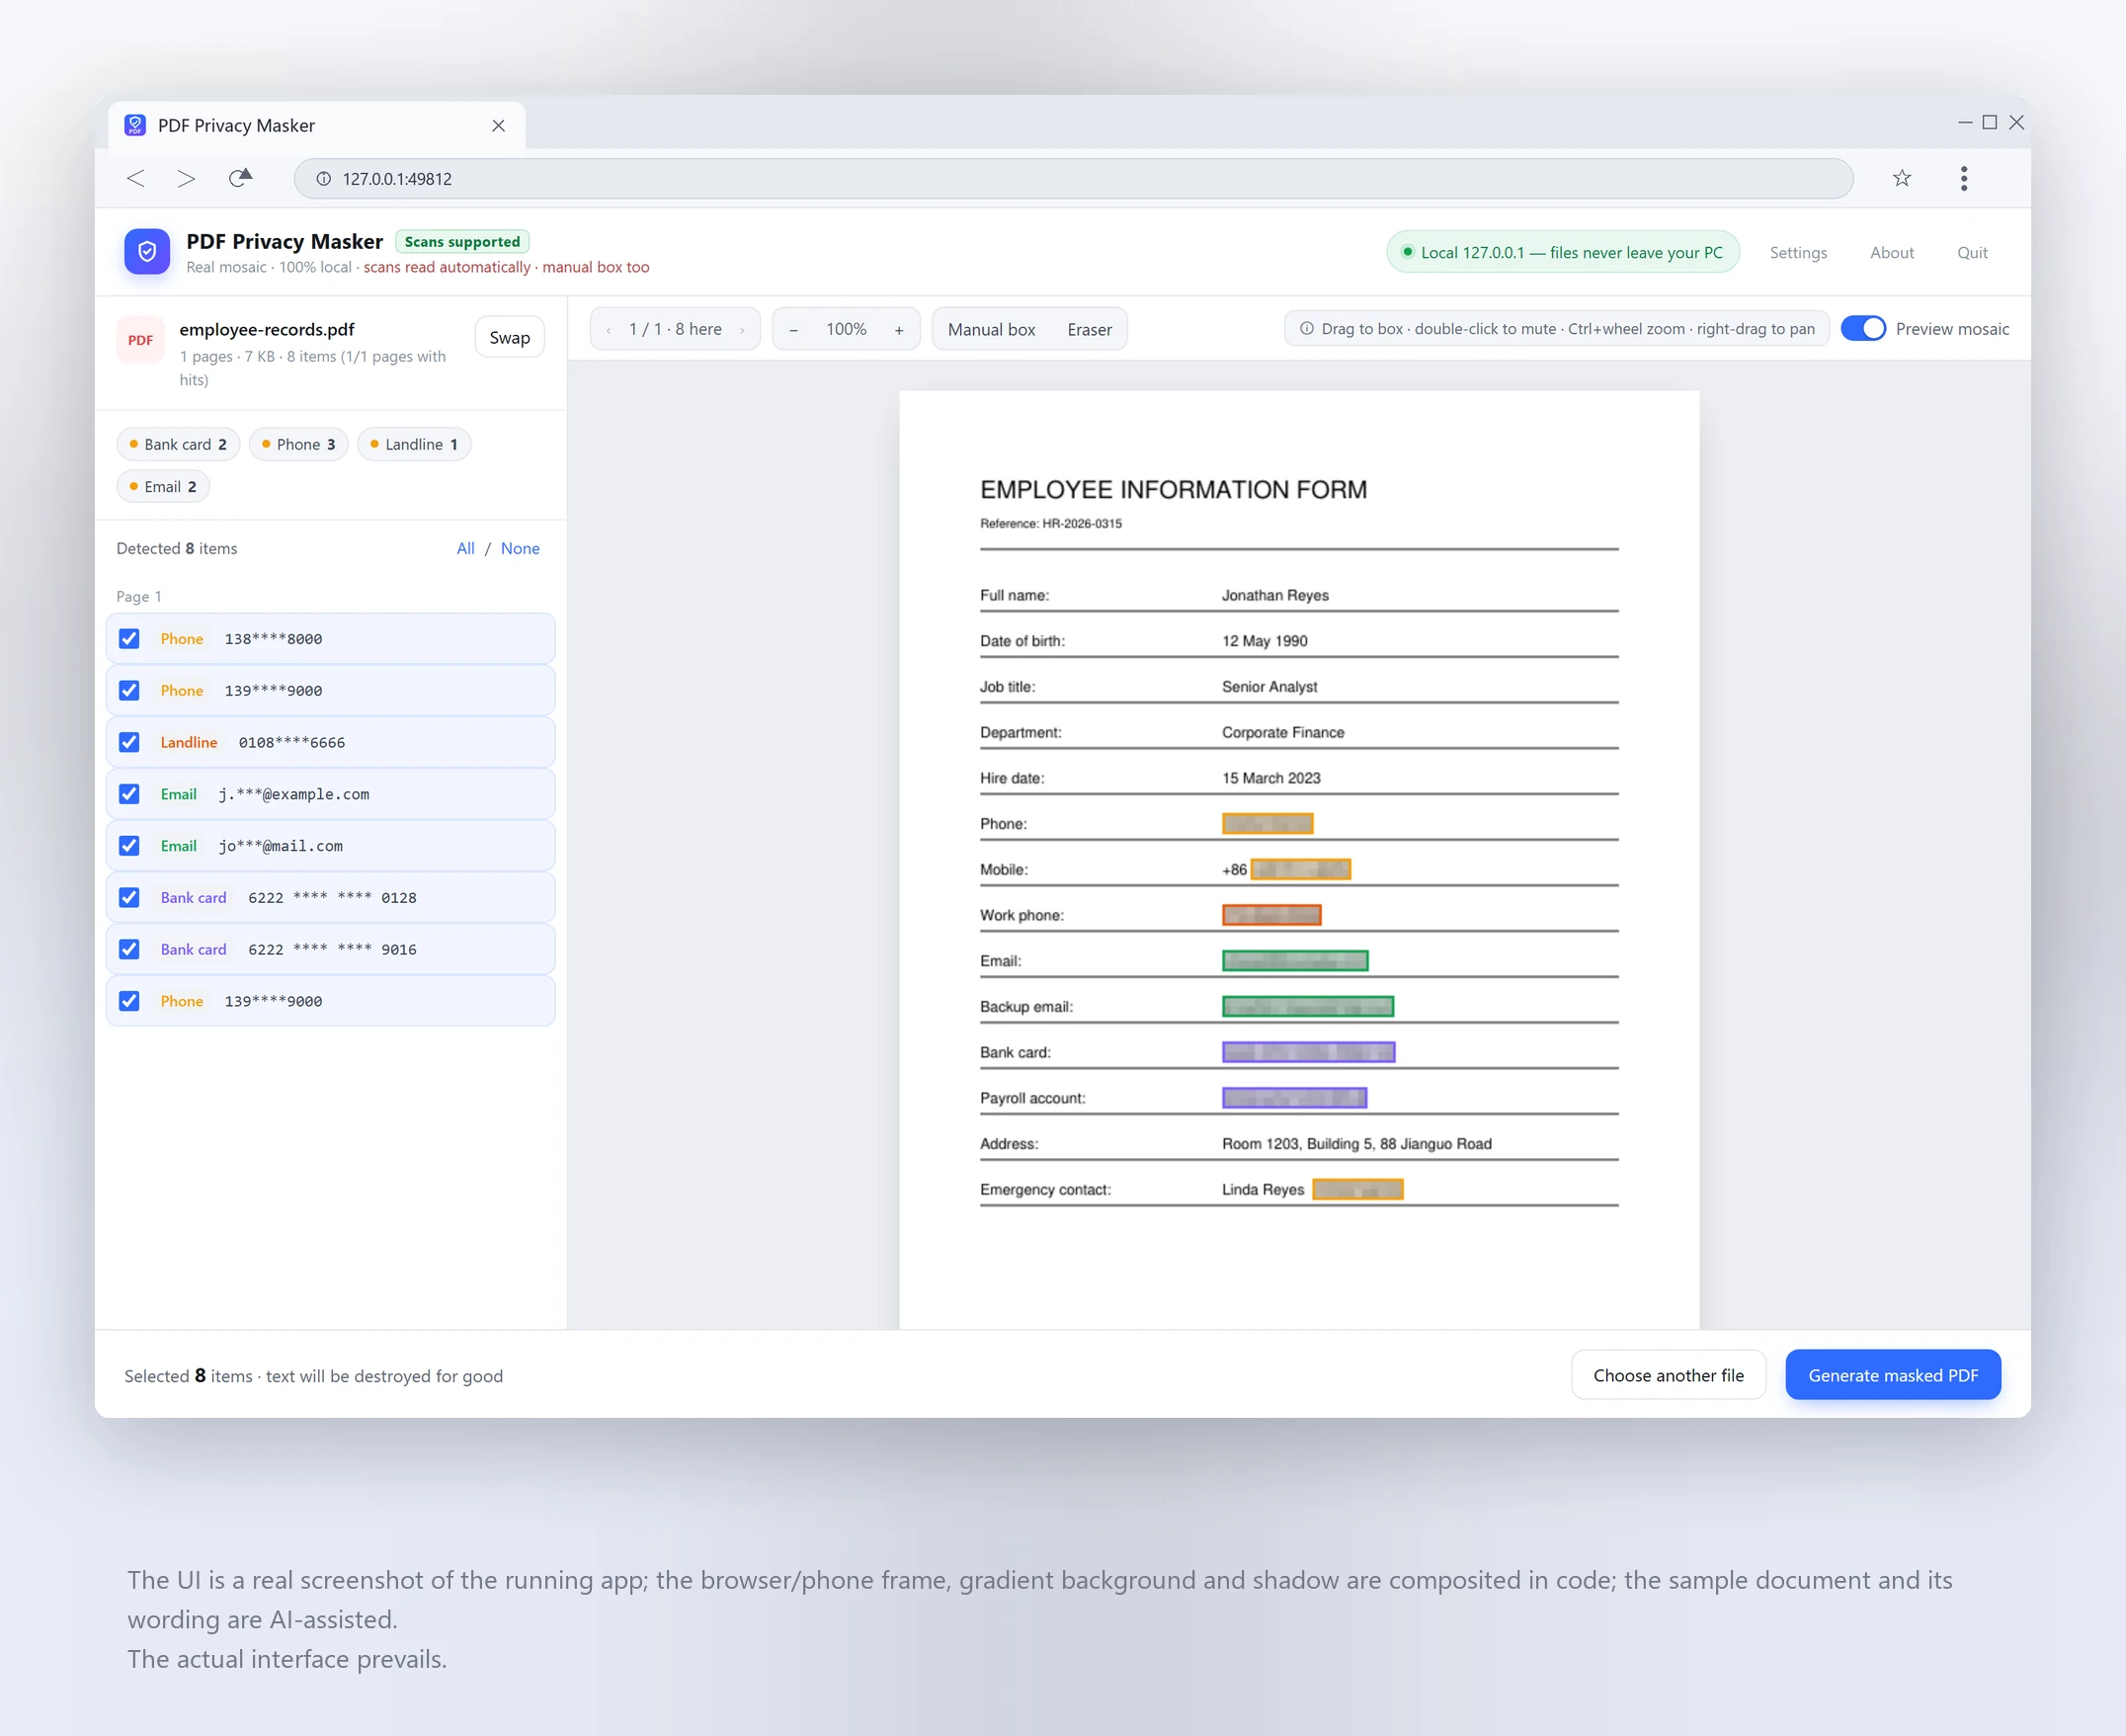 PDF Privacy Masker
127.0.0.1:49812
PDF Privacy Masker Scans supported
Real mosaic · 100% local · scans read automatically · manual box too
Local 127.0.0.1 — files never leave your PC Settings About Quit
PDF
employee-records.pdf
1 pages · 7 KB · 8 items (1/1 pages with
hits)
Swap
‹ 1 / 1 · 8 here › − 100% + Manual box Eraser
Drag to box · double-click to mute · Ctrl+wheel zoom · right-drag to pan Preview mosaic
Bank card 2 Phone 3 Landline 1
Email 2
Detected 8 items All / None
Page 1
Phone 138****8000
Phone 139****9000
Landline 0108****6666
Email j.***@example.com
Email jo***@mail.com
Bank card 6222 **** **** 0128
Bank card 6222 **** **** 9016
Phone 139****9000
EMPLOYEE INFORMATION FORM
Reference: HR-2026-0315
Full name: Jonathan Reyes
Date of birth: 12 May 1990
Job title: Senior Analyst
Department: Corporate Finance
Hire date: 15 March 2023
Phone:
Mobile: +86
Work phone:
Email:
Backup email:
Bank card:
Payroll account:
Address: Room 1203, Building 5, 88 Jianguo Road
Emergency contact: Linda Reyes
Selected 8 items · text will be destroyed for good
Choose another file Generate masked PDF
The UI is a real screenshot of the running app; the browser/phone frame, gradient background and shadow are composited in code; the sample document and its
wording are AI-assisted.
The actual interface prevails.